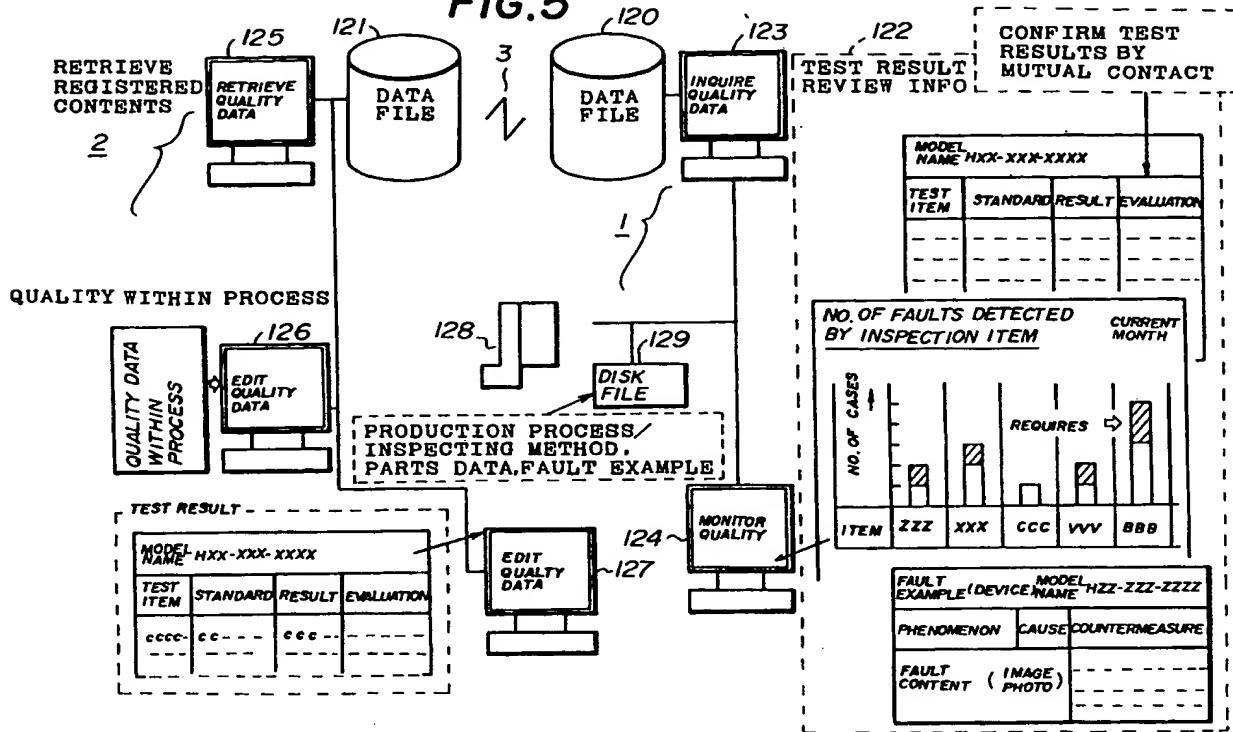 FIG.5
125
121
3
120
123
122
CONFIRM TEST
RESULTS BY
MUTUAL CONTACT
RETRIEVE
REGISTERED
CONTENTS
2
RETRIEVE
QUALITY
DATA
DATA
FILE
DATA
FILE
INQUIRE
QUALITY
DATA
TEST RESULT
REVIEW INFO
MODEL
NAME HXX-XXX-XXXX
TEST
ITEM
STANDARD
RESULT
EVALUATION
1
QUALITY WITHIN PROCESS
126
QUALITY DATA
WITHIN
PROCESS
EDIT
QUALITY
DATA
128
129
DISK
FILE
PRODUCTION PROCESS/
INSPECTING METHOD.
PARTS DATA.FAULT EXAMPLE
NO. OF FAULTS DETECTED
BY INSPECTION ITEM
CURRENT
MONTH
NO. OF CASES
REQUIRES
ITEM
ZZZ
XXX
CCC
VVV
BBB
TEST RESULT
MODEL
NAME HXX-XXX-XXXX
TEST
ITEM
STANDARD
RESULT
EVALUATION
cccc-
cc
ccc
EDIT
QUALTY
DATA
127
124
MONITOR
QUALITY
FAULT
EXAMPLE
(DEVICE)
MODEL
NAME HZZ-ZZZ-ZZZZ
PHENOMENON
CAUSE
COUNTERMEASURE
FAULT
CONTENT
(IMAGE
PHOTO)